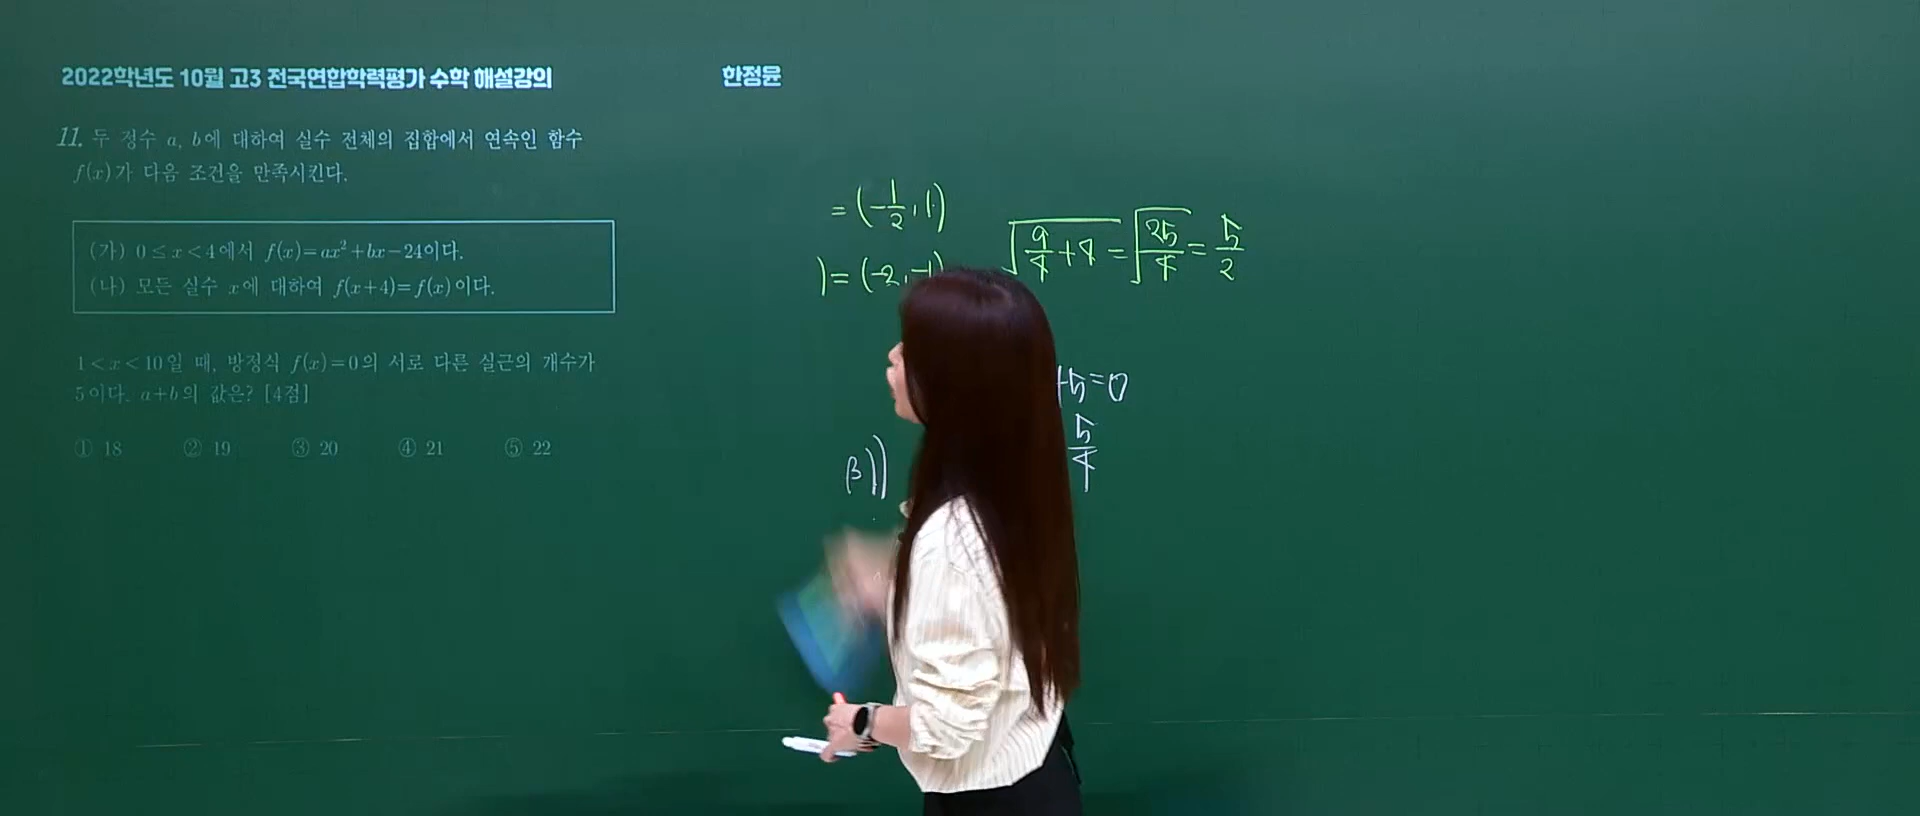 2022학년도 10월 고3 전국연합학력평가 수학 해설강의
한정윤
11. 두 정수 a, b에 대하여 실수 전체의 집합에서 연속인 함수
f(x)가 다음 조건을 만족시킨다.
(가) 0≤x<4에서 f(x)=ax²+bx-24이다.
(나) 모든 실수 x에 대하여 f(x+4)=f(x)이다.
1<x<10일 때, 방정식 f(x)=0의 서로 다른 실근의 개수가
5이다. a+b의 값은? [4점]
① 18 ② 19 ③ 20 ④ 21 ⑤ 22
=(-1/2, 1)
)=(-2, -1)
√(9/4+4)=√(25/4)=5/2
+5=0
5/4
β))